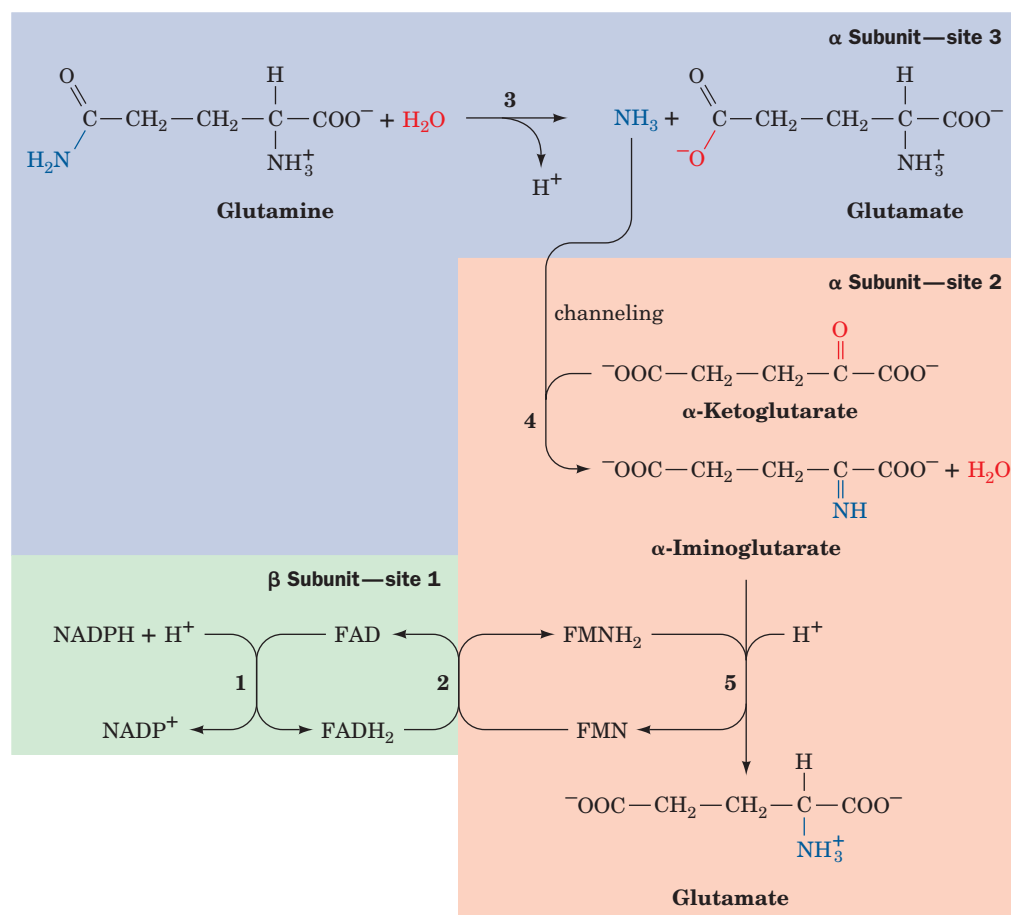 α Subunit—site 3
O
C—CH₂—CH₂—C—COO⁻ + H₂O
H
H₂N
NH₃⁺
Glutamine
3
H⁺
NH₃ +
O
C—CH₂—CH₂—C—COO⁻
H
⁻O
NH₃⁺
Glutamate
α Subunit—site 2
channeling
O
⁻OOC—CH₂—CH₂—C—COO⁻
α-Ketoglutarate
4
⁻OOC—CH₂—CH₂—C—COO⁻ + H₂O
NH
α-Iminoglutarate
β Subunit—site 1
NADPH + H⁺
FAD
FMNH₂
H⁺
1
2
5
NADP⁺
FADH₂
FMN
H
⁻OOC—CH₂—CH₂—C—COO⁻
NH₃⁺
Glutamate